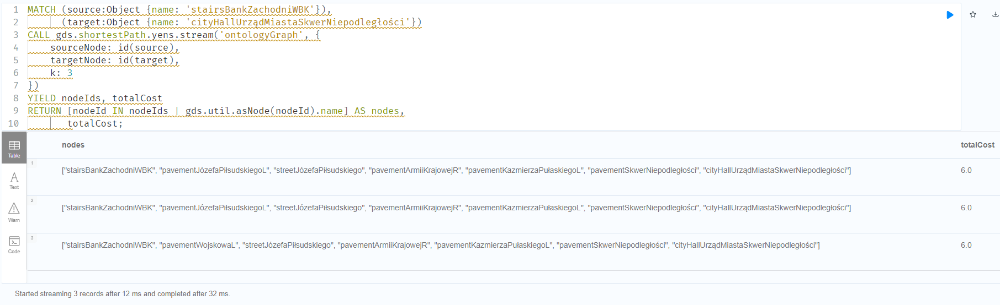 1 MATCH (source:Object {name: 'stairsBankZachodniWBK'}),
2 (target:Object {name: 'cityHallUrządMiastaSkwerNiepodległości'})
3 CALL gds.shortestPath.yens.stream('ontologyGraph', {
4 sourceNode: id(source),
5 targetNode: id(target),
6 k: 3
7 })
8 YIELD nodeIds, totalCost
9 RETURN [nodeId IN nodeIds | gds.util.asNode(nodeId).name] AS nodes,
10 totalCost;
Table
Text
Warn
Code
nodes totalCost
1 ["stairsBankZachodniWBK", "pavementJózefaPiłsudskiegoL", "streetJózefaPiłsudskiego", "pavementArmiiKrajowejR", "pavementKazmierzaPułaskiegoL", "pavementSkwerNiepodległości", "cityHallUrządMiastaSkwerNiepodległości"] 6.0
2 ["stairsBankZachodniWBK", "pavementJózefaPiłsudskiegoL", "streetJózefaPiłsudskiego", "pavementArmiiKrajowejR", "pavementKazmierzaPułaskiegoL", "pavementSkwerNiepodległości", "cityHallUrządMiastaSkwerNiepodległości"] 6.0
3 ["stairsBankZachodniWBK", "pavementWojskowaL", "streetJózefaPiłsudskiego", "pavementArmiiKrajowejR", "pavementKazmierzaPułaskiegoL", "pavementSkwerNiepodległości", "cityHallUrządMiastaSkwerNiepodległości"] 6.0
Started streaming 3 records after 12 ms and completed after 32 ms.